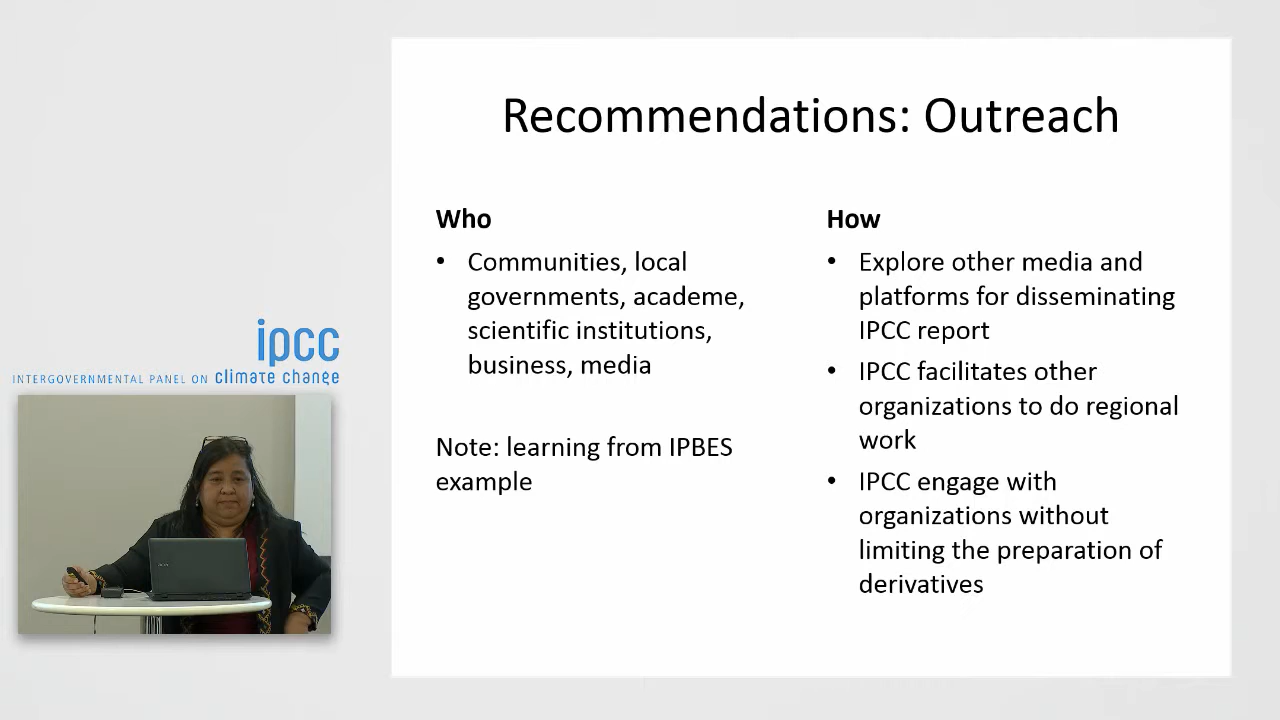 Recommendations: Outreach
Who
• Communities, local
governments, academe,
scientific institutions,
business, media
Note: learning from IPBES
example
How
• Explore other media and
platforms for disseminating
IPCC report
• IPCC facilitates other
organizations to do regional
work
• IPCC engage with
organizations without
limiting the preparation of
derivatives
ipcc
INTERGOVERNMENTAL PANEL ON climate change